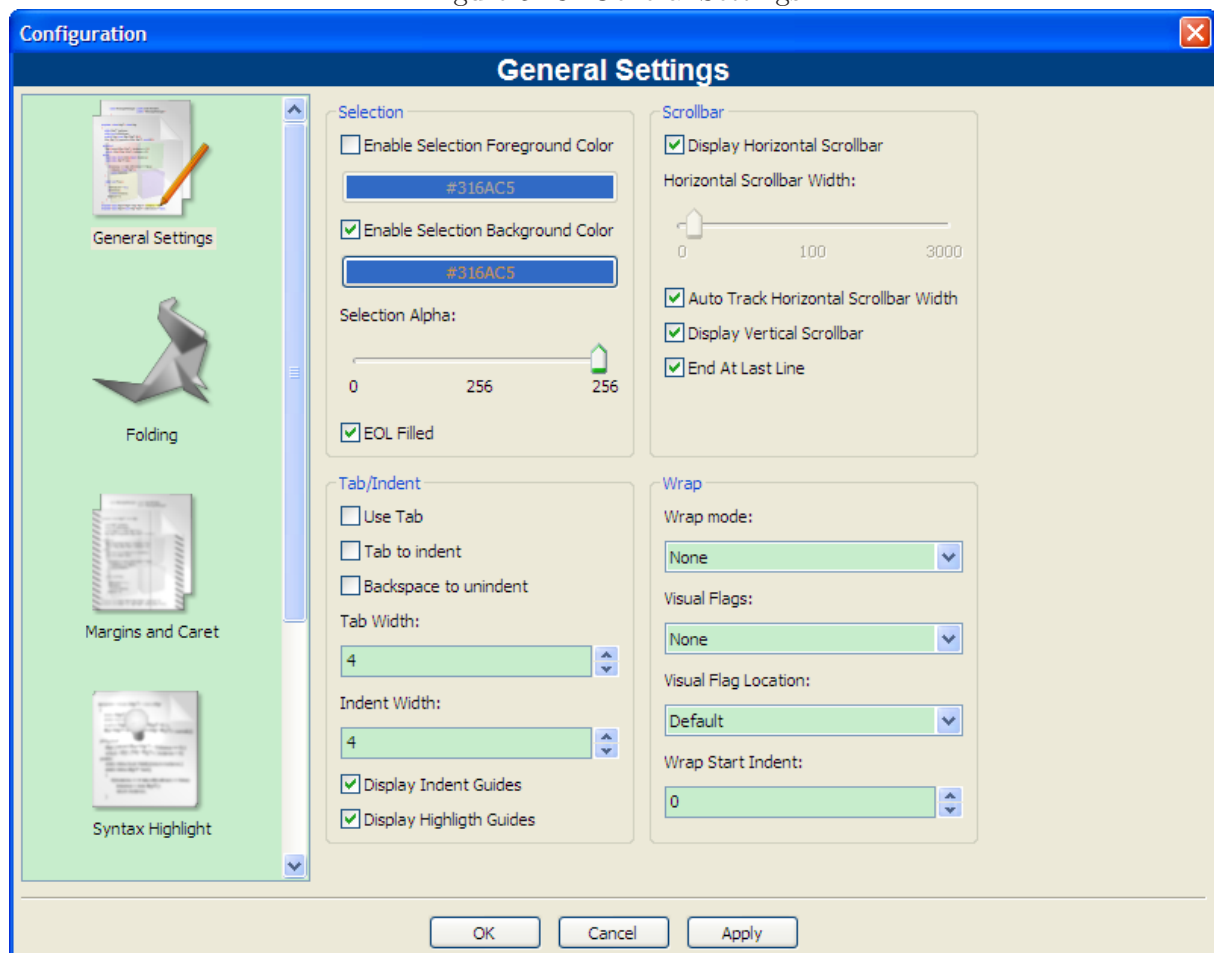 Configuration
General Settings
General Settings
Folding
Margins and Caret
Syntax Highlight
Selection
Enable Selection Foreground Color
#316AC5
Enable Selection Background Color
#316AC5
Selection Alpha:
0 256 256
EOL Filled
Scrollbar
Display Horizontal Scrollbar
Horizontal Scrollbar Width:
0 100 3000
Auto Track Horizontal Scrollbar Width
Display Vertical Scrollbar
End At Last Line
Tab/Indent
Use Tab
Tab to indent
Backspace to unindent
Tab Width:
4
Indent Width:
4
Display Indent Guides
Display Highligth Guides
Wrap
Wrap mode:
None
Visual Flags:
None
Visual Flag Location:
Default
Wrap Start Indent:
0
OK Cancel Apply